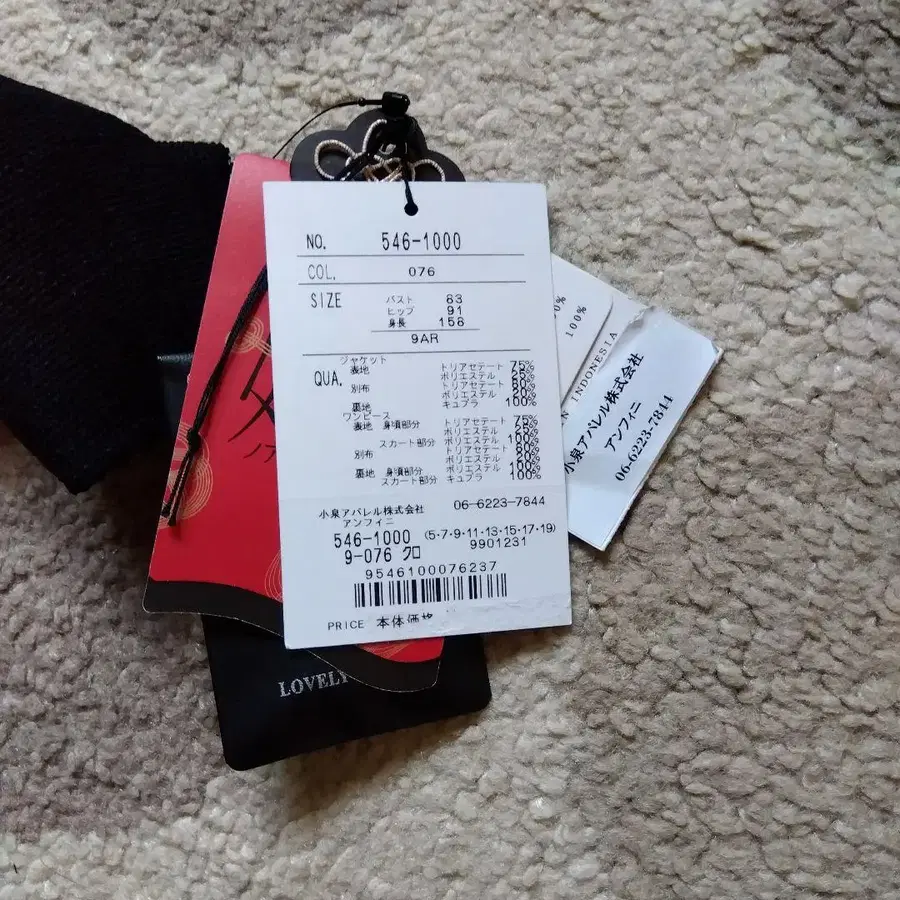 NO. 546-1000
COL. 076
SIZE バスト 83
ヒップ 91
身長 158
9AR
QUA. ジャケット
表地 トリアセテート 75%
ポリエステル 25%
別布 トリアセテート 80%
ポリエステル 20%
裏地 キュプラ 100%
ワンピース
表地 身頃部分 トリアセテート 75%
ポリエステル 25%
スカート部分 ポリエステル 100%
別布 トリアセテート 80%
ポリエステル 20%
裏地 身頃部分 ポリエステル 100%
スカート部分 キュプラ 100%
小泉アパレル株式会社 06-6223-7844
アンフィニ
546-1000 (5・7・9・11・13・15・17・19)
9-076 クロ 9901231
9546100076237
PRICE 本体価格
LOVELY
100%
INDONESIA
小泉アパレル株式会社
アンフィニ
06-6223-7844